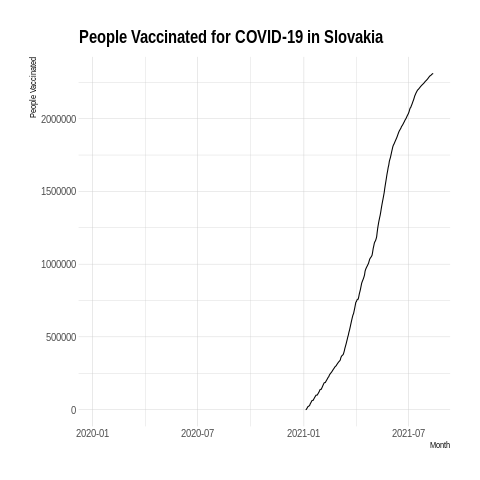 People Vaccinated for COVID-19 in Slovakia
People Vaccinated
2000000
1500000
1000000
500000
0
2020-01 2020-07 2021-01 2021-07
Month